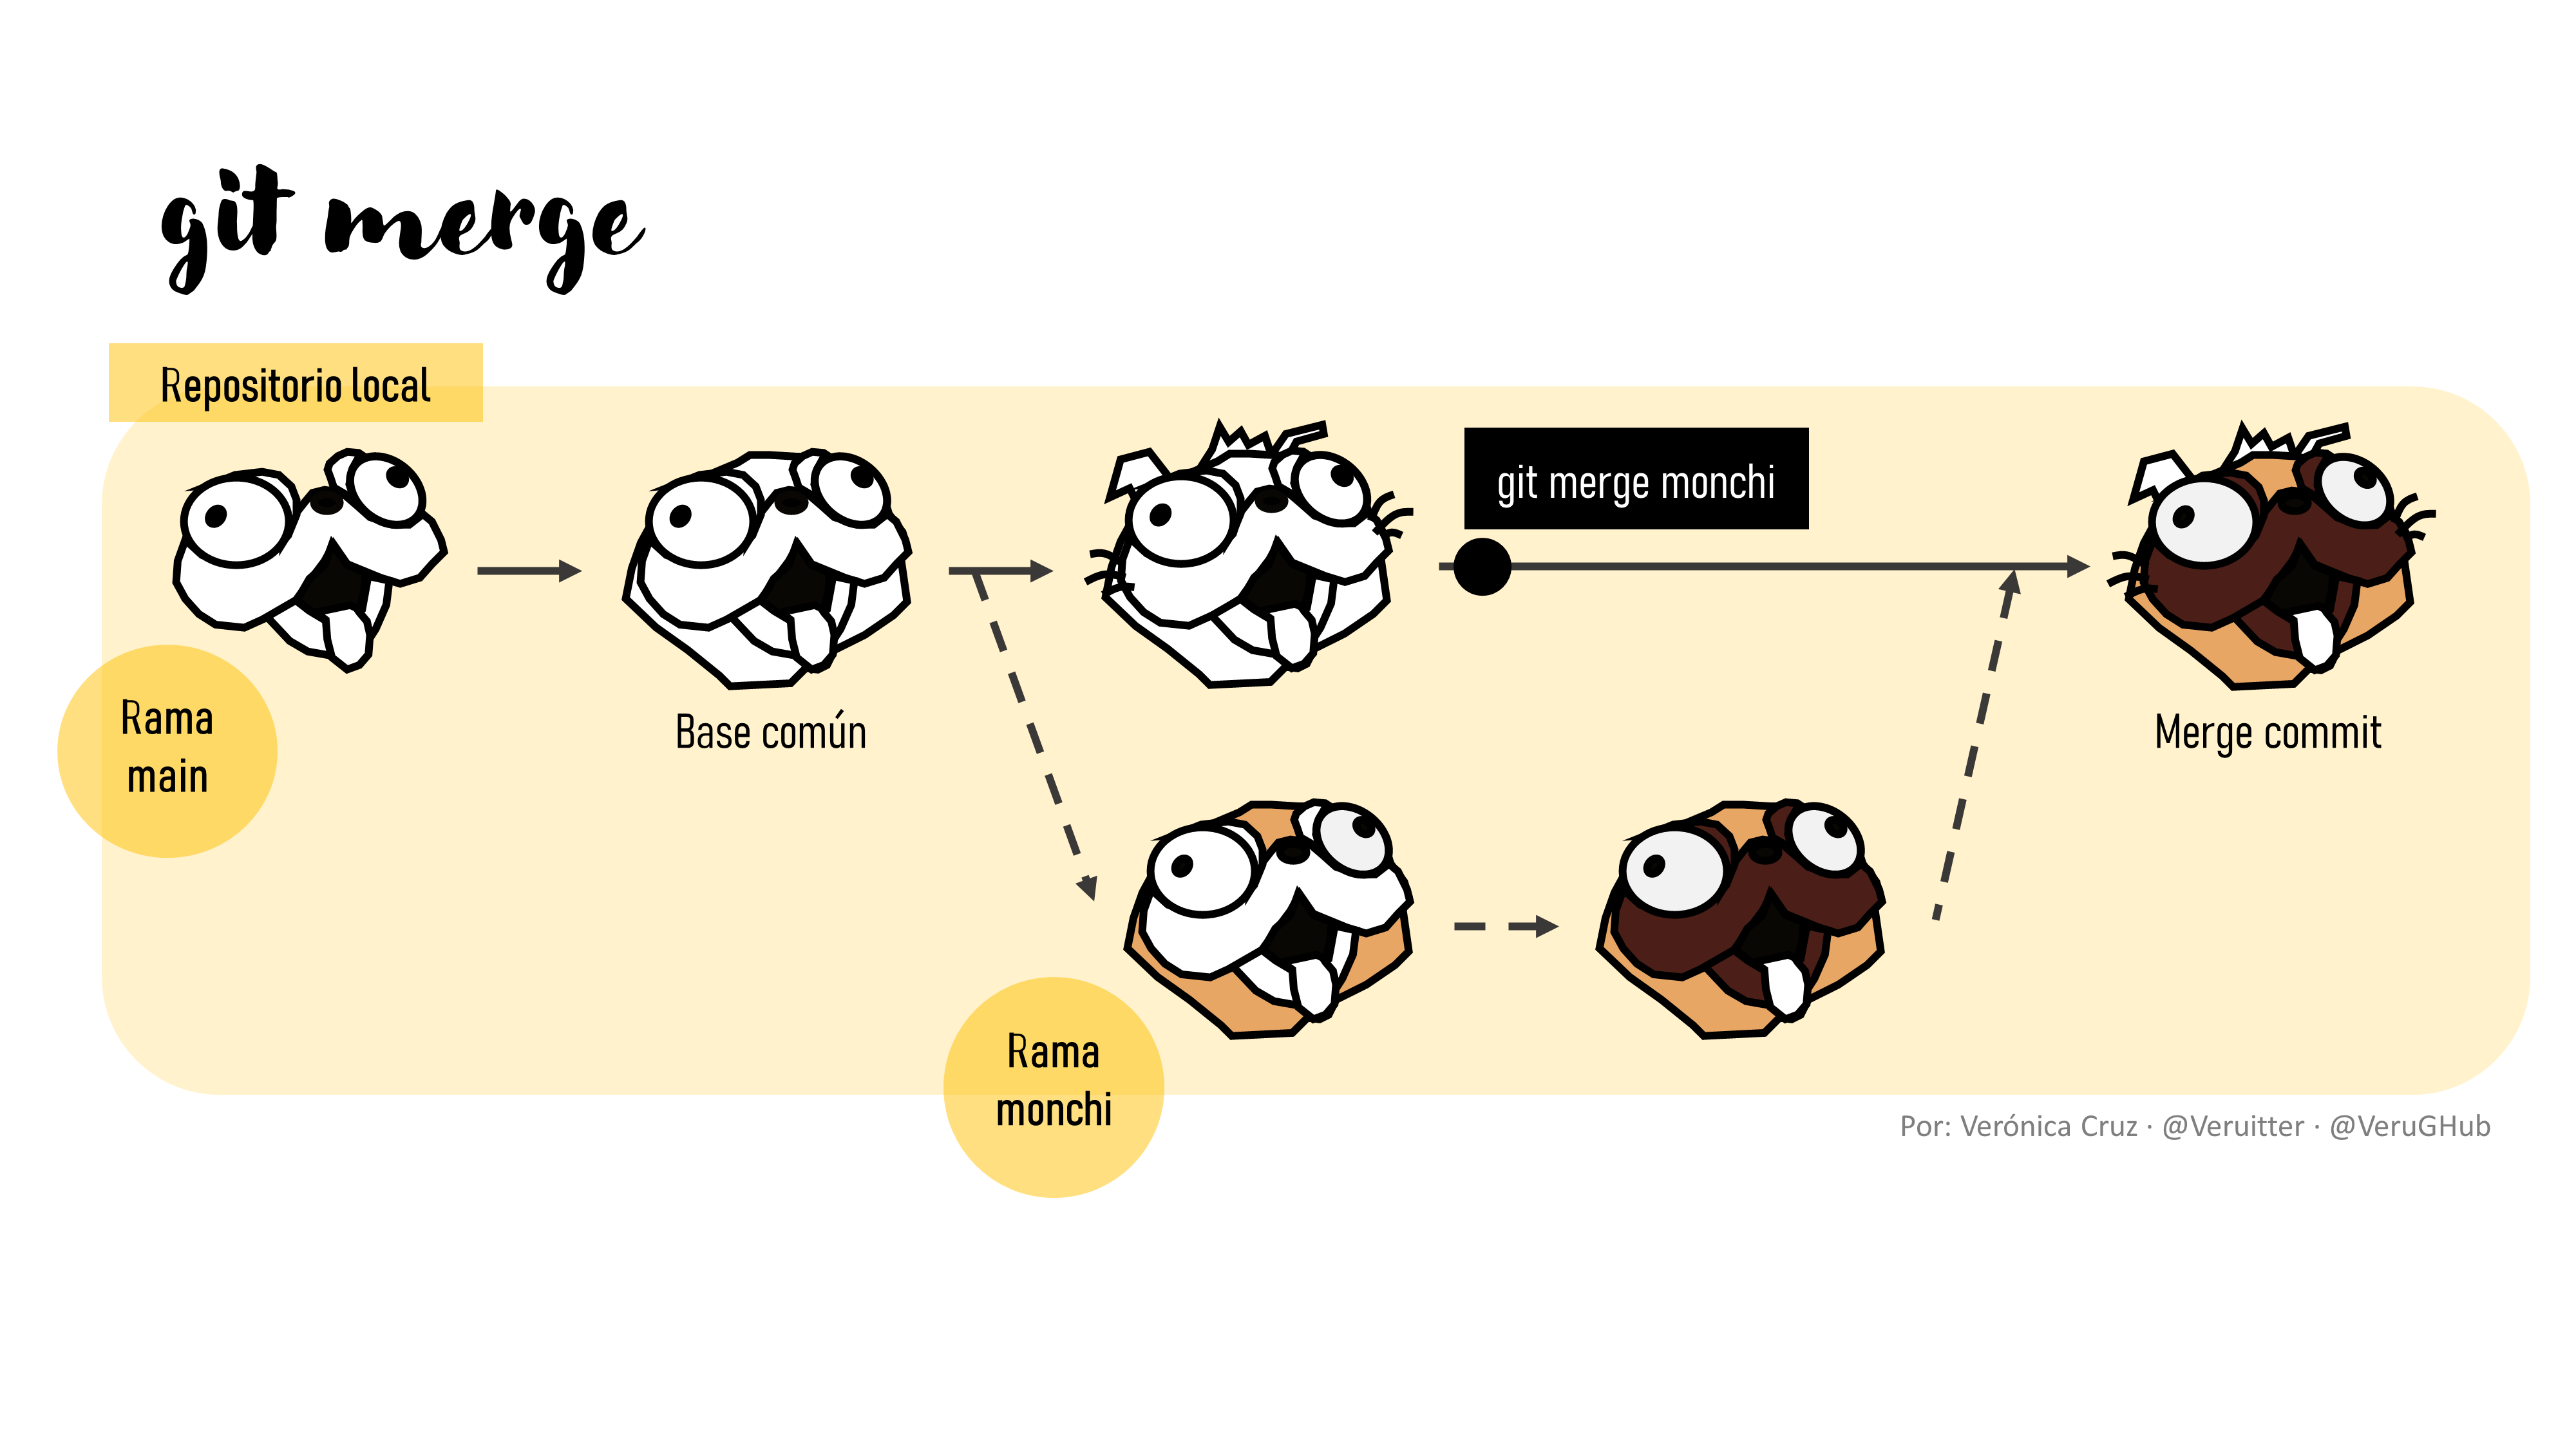 git merge
Repositorio local
git merge monchi
Rama
main
Base común
Merge commit
Rama
monchi
Por: Verónica Cruz · @Veruitter · @VeruGHub